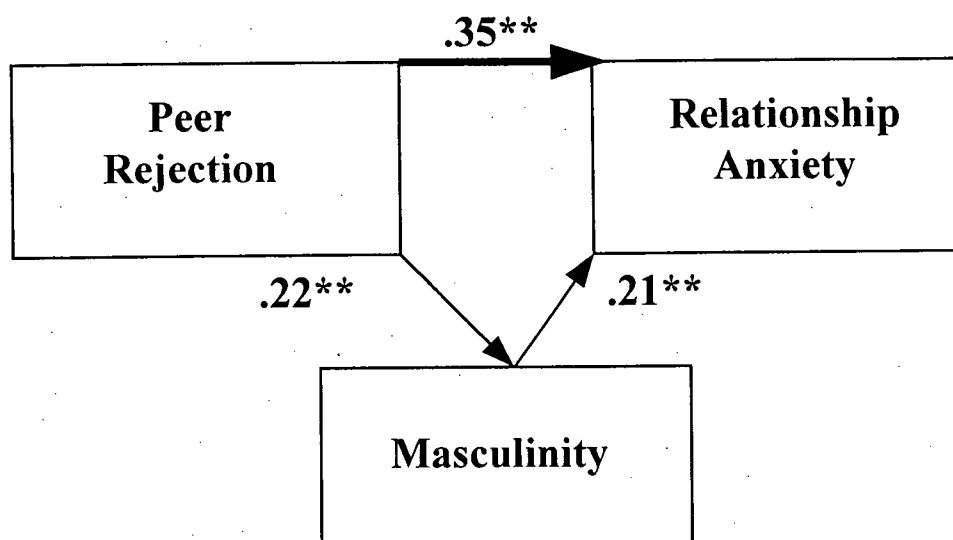 .35**
Peer
Rejection
Relationship
Anxiety
.22**
.21**
Masculinity